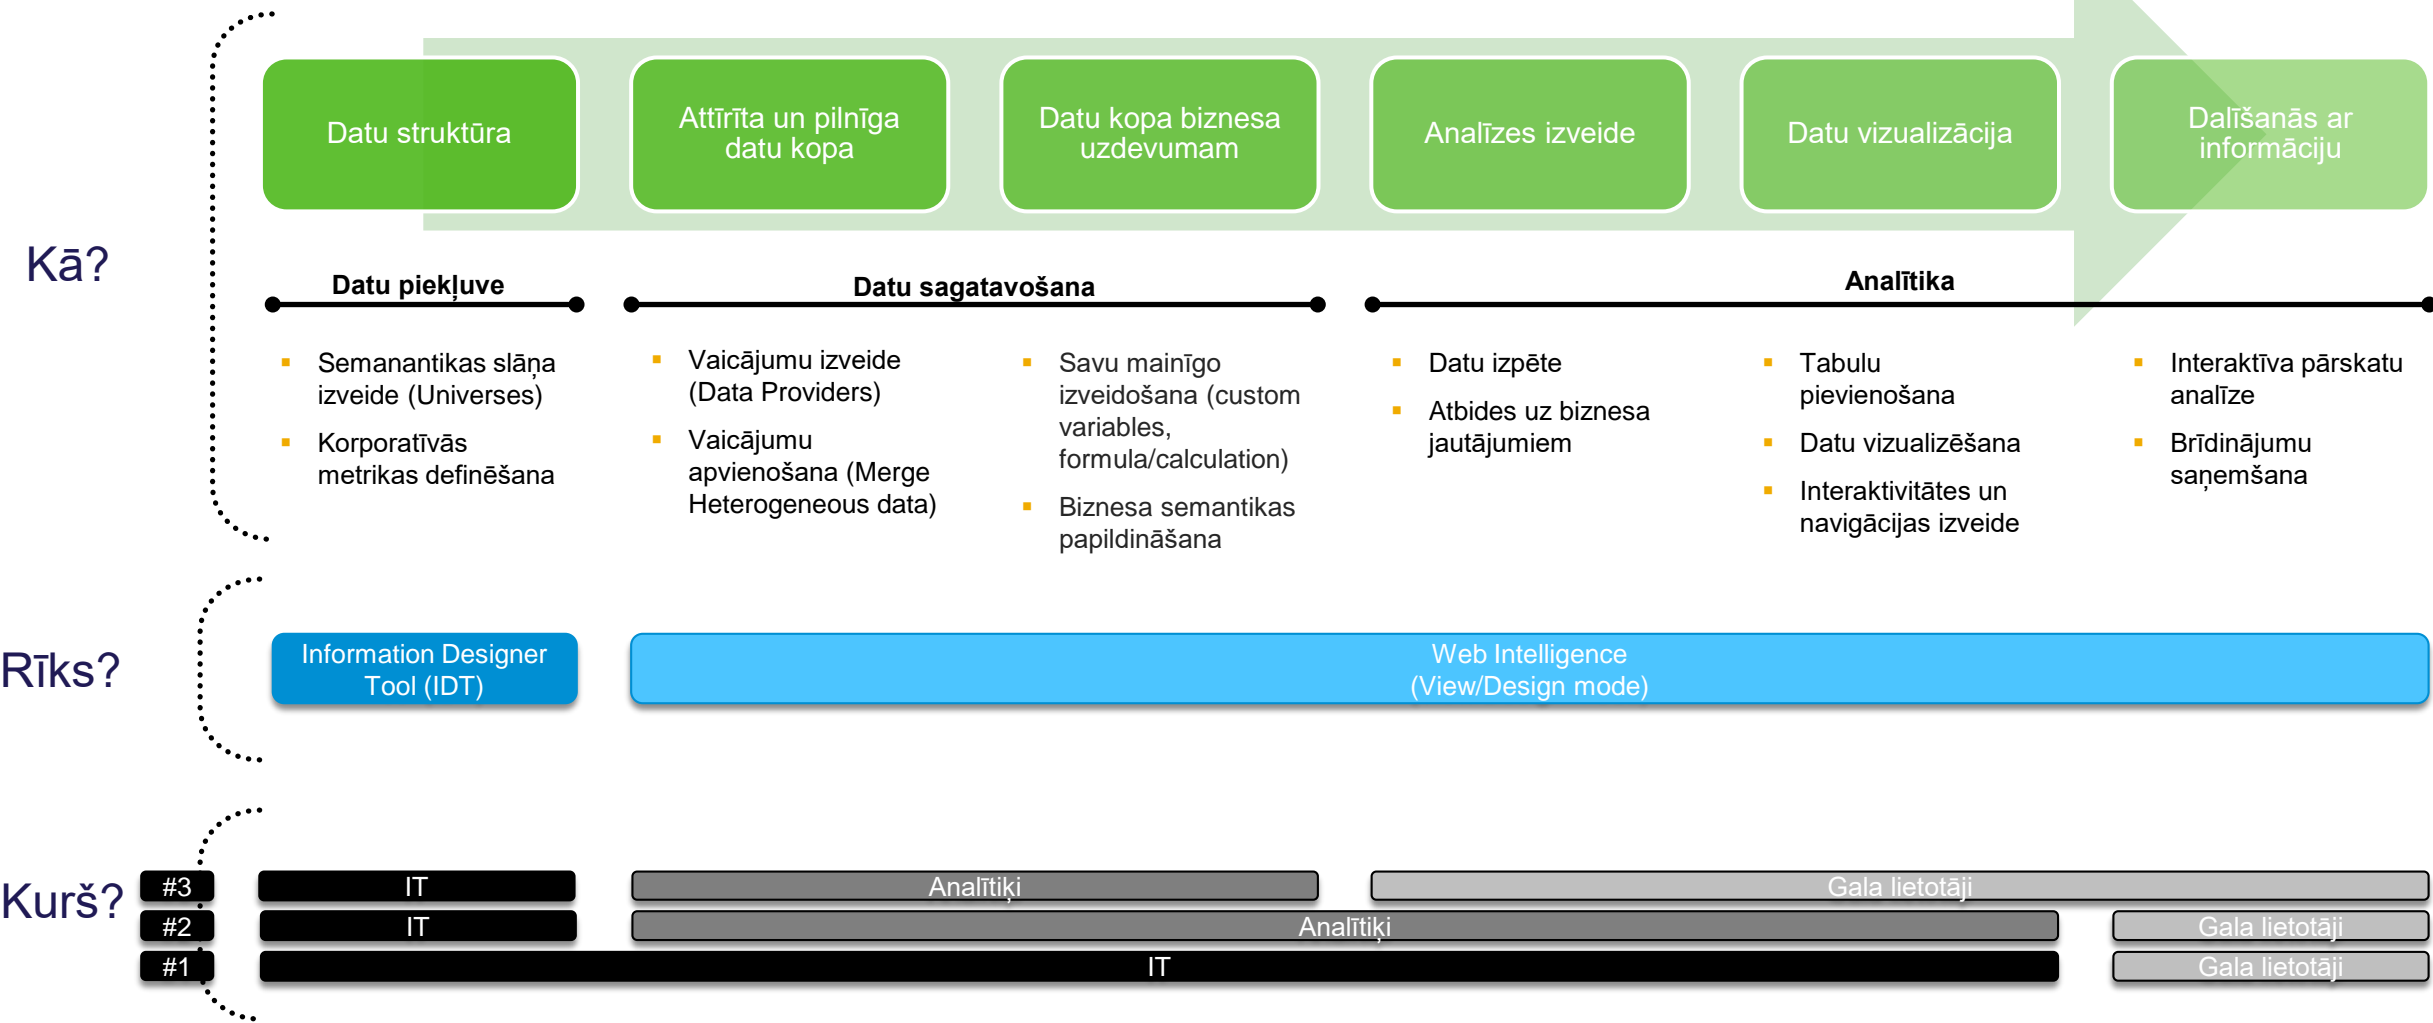 Datu struktūra
Attīrīta un pilnīga
datu kopa
Datu kopa biznesa
uzdevumam
Analīzes izveide
Datu vizualizācija
Dalīšanās ar
informāciju
Kā?
Datu piekļuve
Datu sagatavošana
Analītika
Semanantikas slāņa
izveide (Universes)
Korporatīvās
metrikas definēšana
Vaicājumu izveide
(Data Providers)
Vaicājumu
apvienošana (Merge
Heterogeneous data)
Savu mainīgo
izveidošana (custom
variables,
formula/calculation)
Biznesa semantikas
papildināšana
Datu izpēte
Atbides uz biznesa
jautājumiem
Tabulu
pievienošana
Datu vizualizēšana
Interaktivitātes un
navigācijas izveide
Interaktīva pārskatu
analīze
Brīdinājumu
saņemšana
Rīks?
Information Designer
Tool (IDT)
Web Intelligence
(View/Design mode)
Kurš?
#3 IT Analītiķi Gala lietotāji
#2 IT Analītiķi Gala lietotāji
#1 IT Gala lietotāji